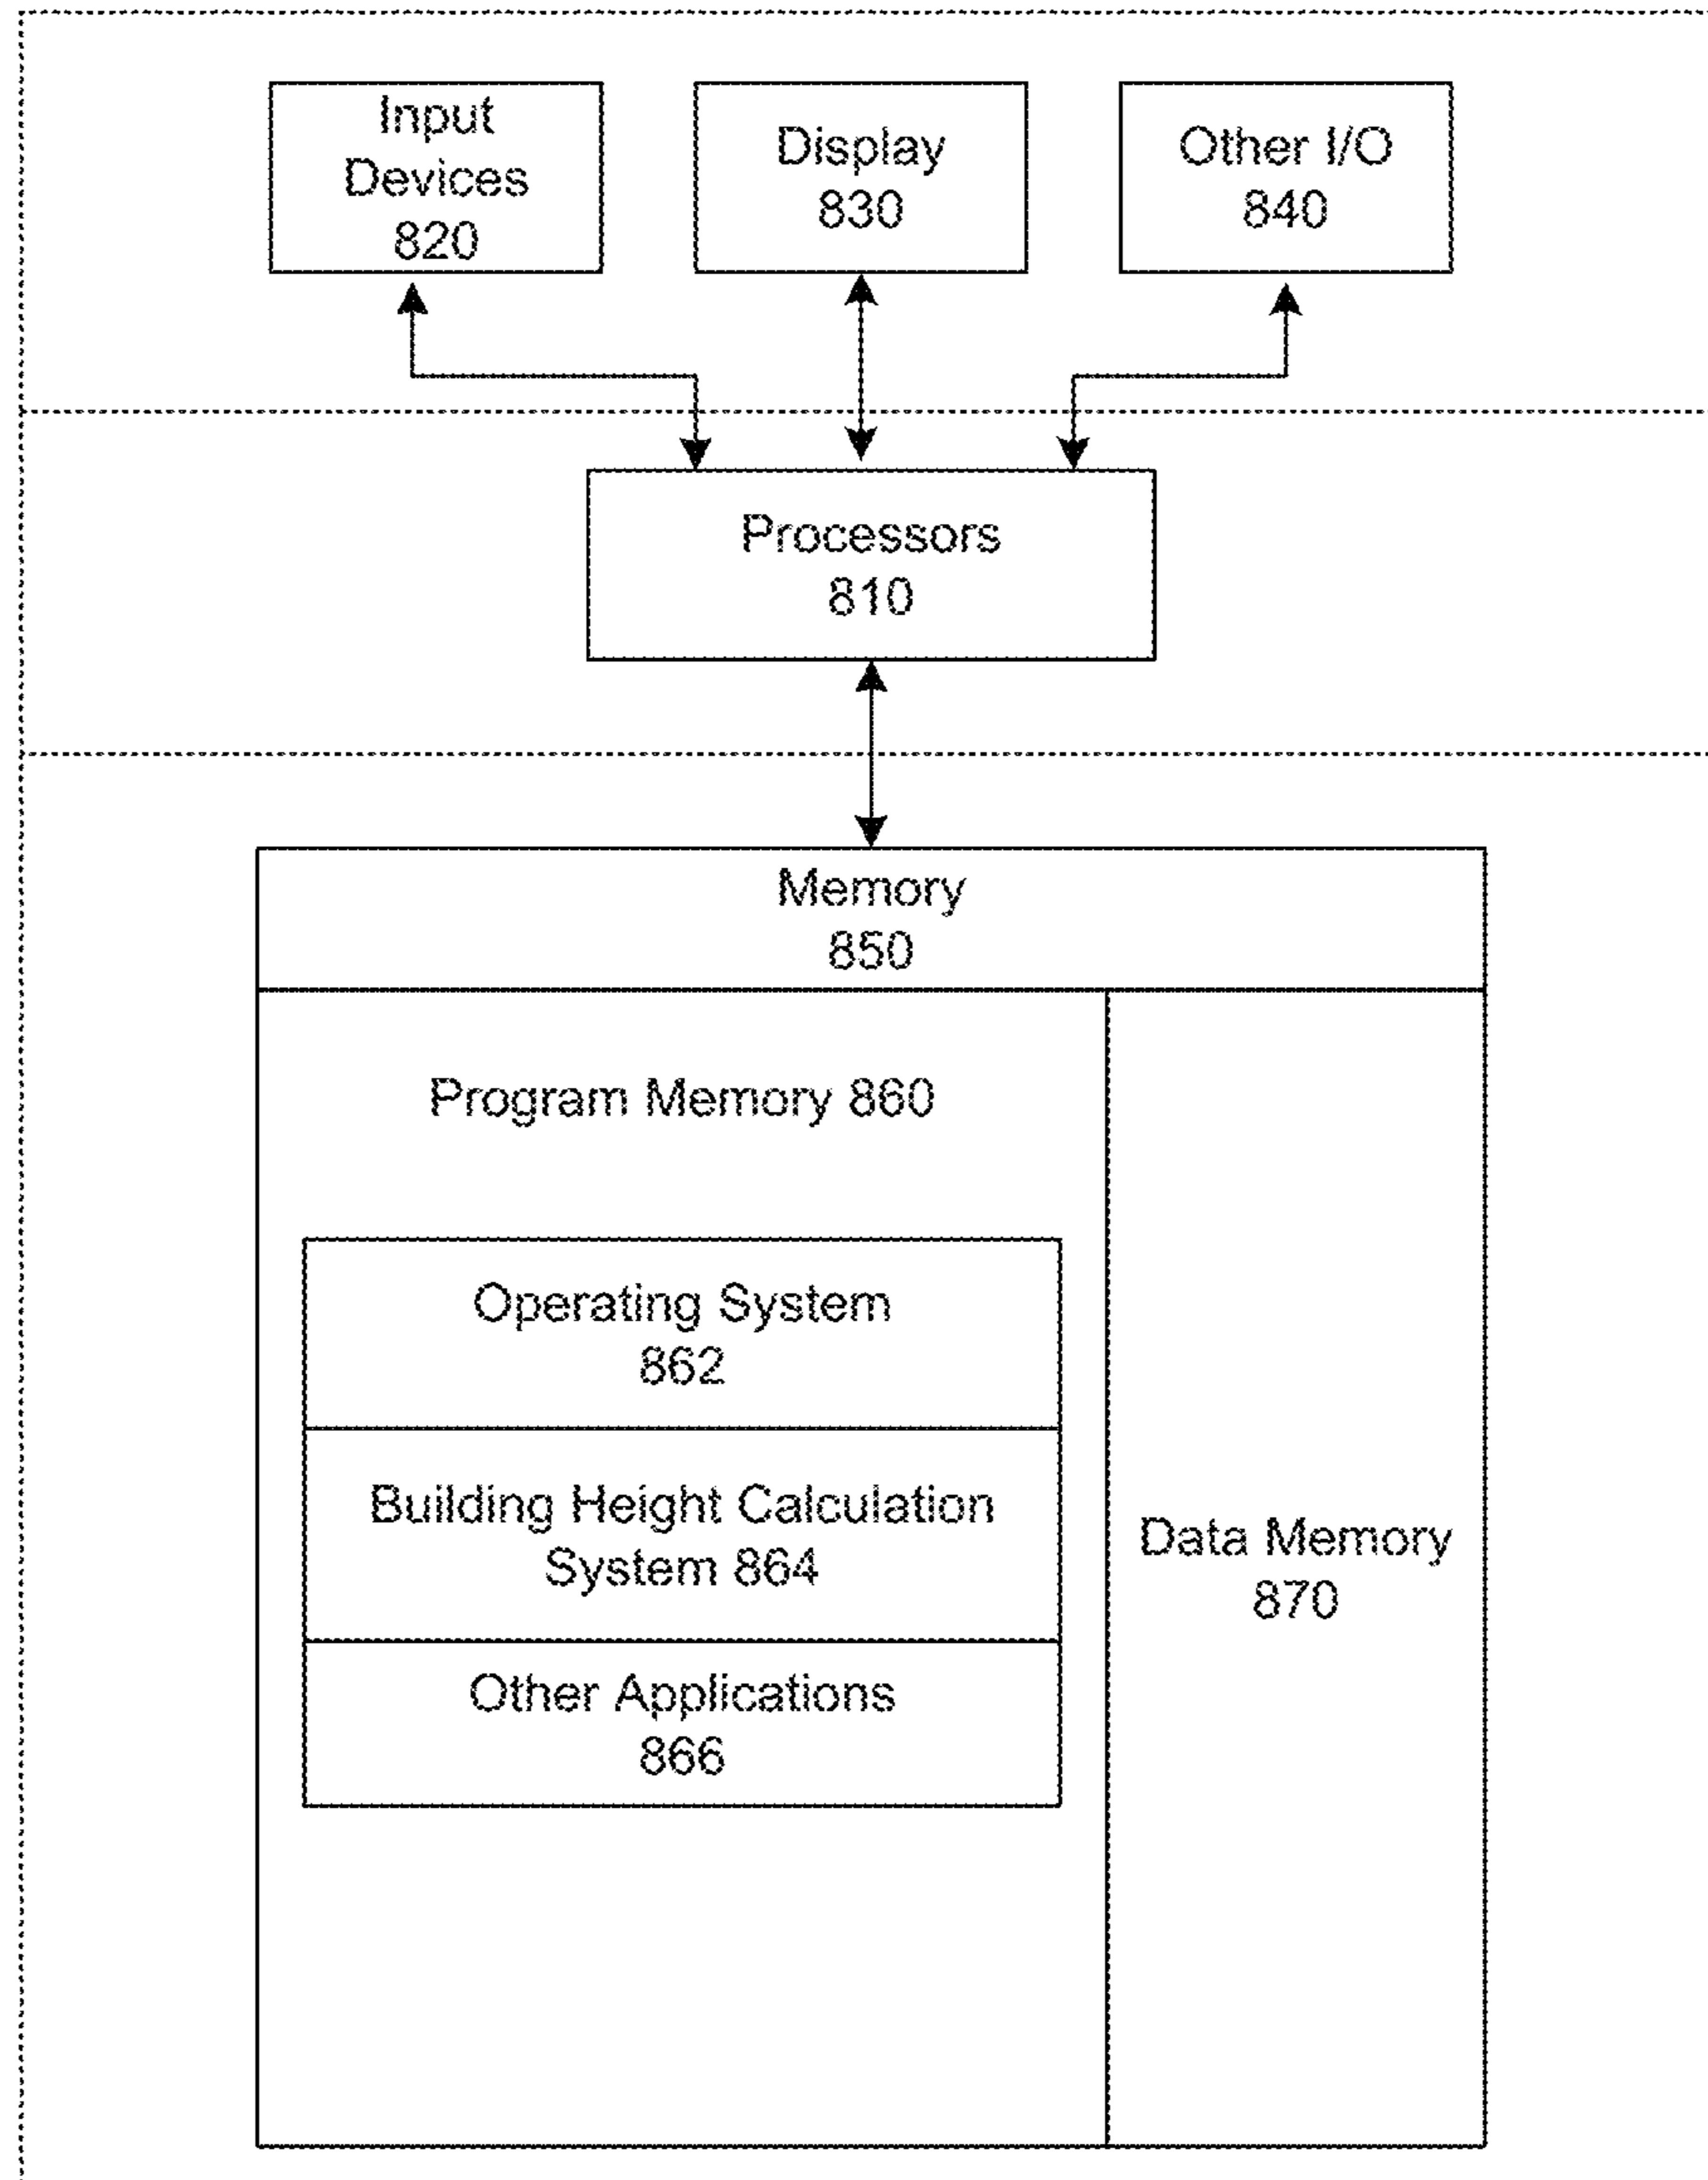 Input
Devices
820
Display
830
Other I/O
840
Processors
810
Memory
850
Program Memory 860
Operating System
862
Building Height Calculation
System 864
Other Applications
866
Data Memory
870